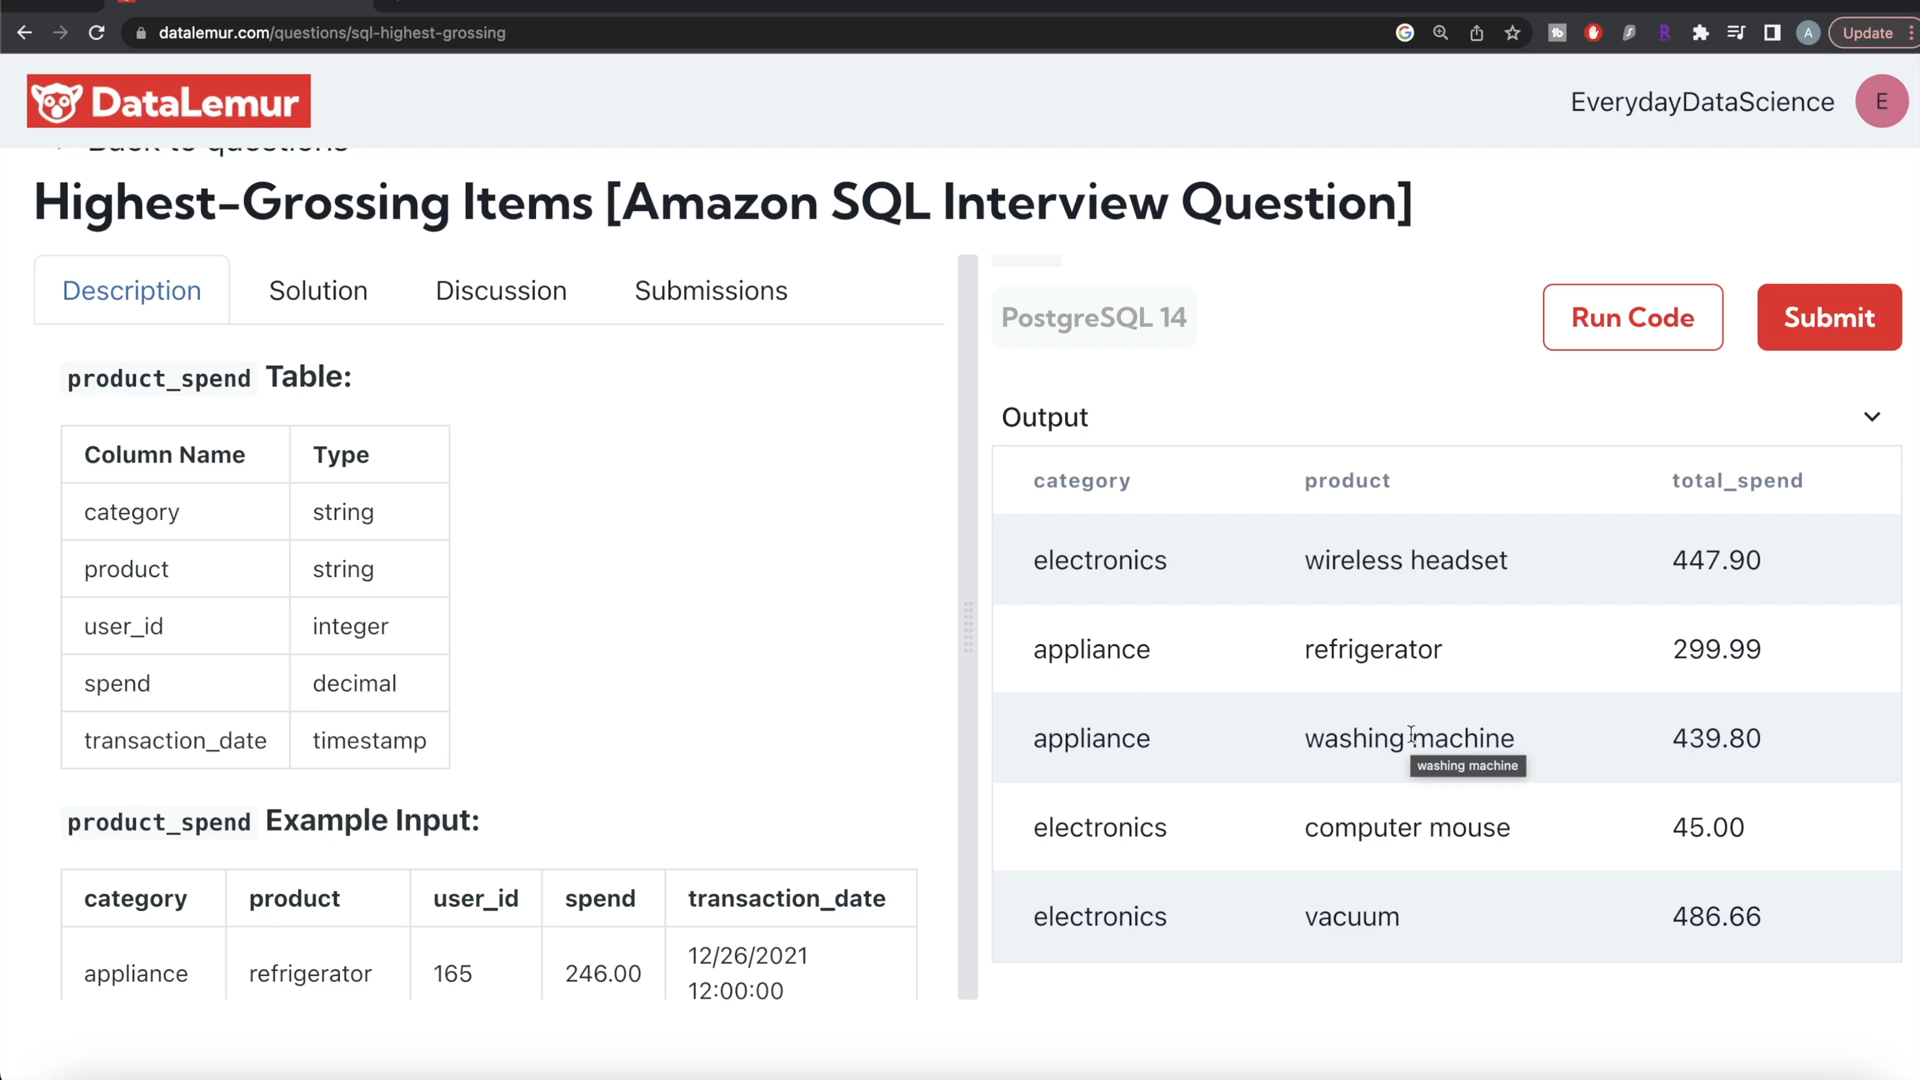 datalemur.com/questions/sql-highest-grossing
Update
DataLemur
EverydayDataScience
E
Back to questions
Highest-Grossing Items [Amazon SQL Interview Question]
Description Solution Discussion Submissions
product_spend Table:
Column Name Type
category string
product string
user_id integer
spend decimal
transaction_date timestamp
product_spend Example Input:
category product user_id spend transaction_date
appliance refrigerator 165 246.00 12/26/2021
12:00:00
PostgreSQL 14
Run Code
Submit
Output
category product total_spend
electronics wireless headset 447.90
appliance refrigerator 299.99
appliance washing machine 439.80
washing machine
electronics computer mouse 45.00
electronics vacuum 486.66